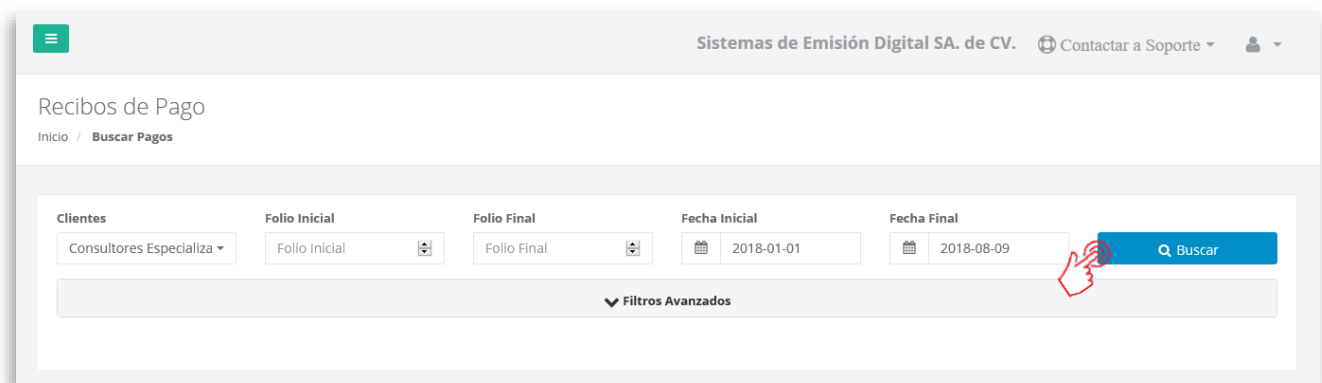 Sistemas de Emisión Digital SA. de CV. Contactar a Soporte
Recibos de Pago
Inicio / Buscar Pagos
Clientes Folio Inicial Folio Final Fecha Inicial Fecha Final
Consultores Especializa Folio Inicial Folio Final 2018-01-01 2018-08-09 Buscar
Filtros Avanzados